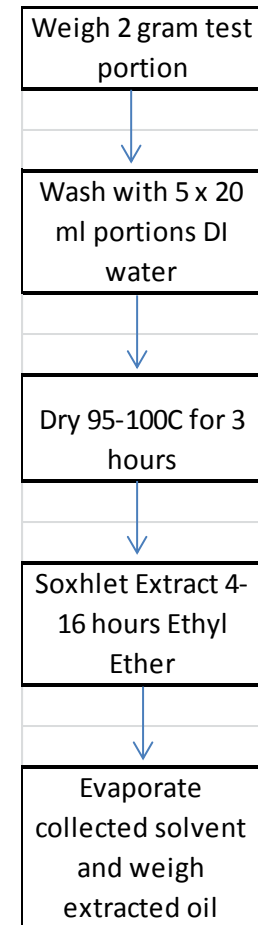 Weigh 2 gram test
portion
Wash with 5 x 20
ml portions DI
water
Dry 95-100C for 3
hours
Soxhlet Extract 4-
16 hours Ethyl
Ether
Evaporate
collected solvent
and weigh
extracted oil